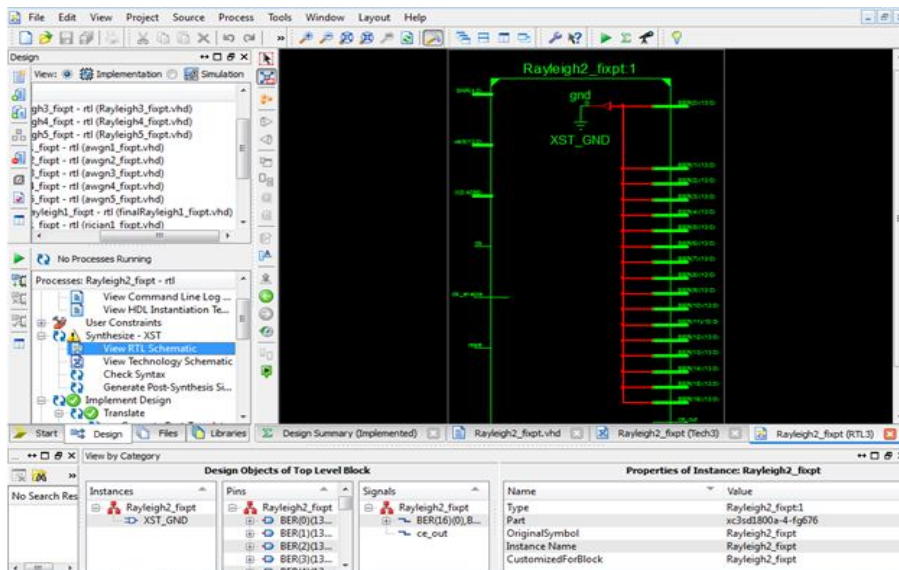 File Edit View Project Source Process Tools Window Layout Help
Design
View: Implementation Simulation
gh3_fixpt - rtl (Rayleigh3_fixpt.vhd)
gh4_fixpt - rtl (Rayleigh4_fixpt.vhd)
gh5_fixpt - rtl (Rayleigh5_fixpt.vhd)
_fixpt - rtl (awgn1_fixpt.vhd)
2_fixpt - rtl (awgn2_fixpt.vhd)
3_fixpt - rtl (awgn3_fixpt.vhd)
4_fixpt - rtl (awgn4_fixpt.vhd)
5_fixpt - rtl (awgn5_fixpt.vhd)
ayleigh1_fixpt - rtl (finalRayleigh1_fixpt.vhd)
_fixpt - rtl (rician1_fixpt.vhd)
No Processes Running
Processes: Rayleigh2_fixpt - rtl
View Command Line Log ...
View HDL Instantiation Te...
User Constraints
Synthesize - XST
View RTL Schematic
View Technology Schematic
Check Syntax
Generate Post-Synthesis Si...
Implement Design
Translate
Rayleigh2_fixpt:1
gnd
XST_GND
Start Design Files Libraries
Design Summary (Implemented) Rayleigh2_fixpt.vhd Rayleigh2_fixpt (Tech3) Rayleigh2_fixpt (RTL3)
View by Category
No Search Res
Design Objects of Top Level Block
Instances
Rayleigh2_fixpt
XST_GND
Pins
Rayleigh2_fixpt
BER(0)(13...
BER(1)(13...
BER(2)(13...
BER(3)(13...
Signals
Rayleigh2_fixpt
BER(16)(0),B...
ce_out
Properties of Instance: Rayleigh2_fixpt
Name Value
Type Rayleigh2_fixpt:1
Part xc3sd1800a-4-fg676
OriginalSymbol Rayleigh2_fixpt
Instance Name Rayleigh2_fixpt
CustomizedForBlock Rayleigh2_fixpt